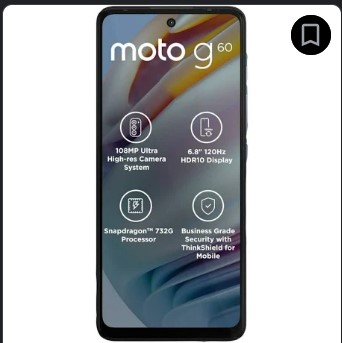 moto g 60
108MP Ultra
High-res Camera
System
6.8" 120Hz
HDR10 Display
Snapdragon™ 732G
Processor
Business Grade
Security with
ThinkShield for
Mobile